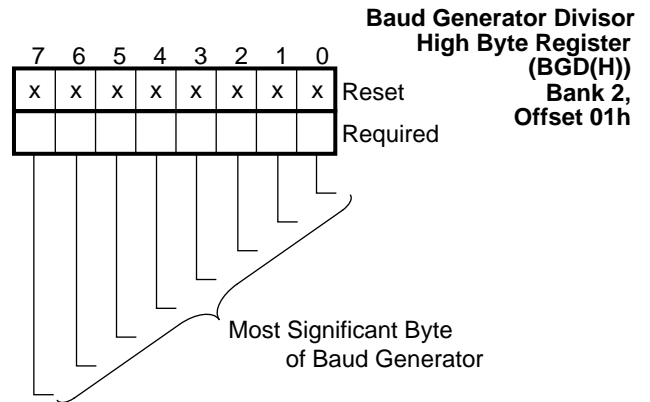 Baud Generator Divisor
High Byte Register
(BGD(H))
Bank 2,
Offset 01h
7 6 5 4 3 2 1 0
x x x x x x x x Reset
Required
Most Significant Byte
of Baud Generator